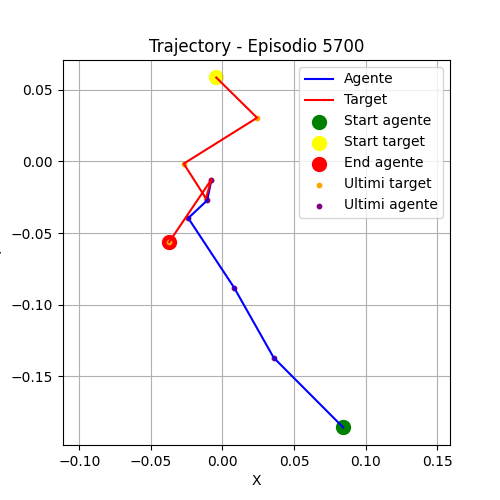 Trajectory - Episodio 5700
Agente
Target
Start agente
Start target
End agente
Ultimi target
Ultimi agente
0.05
0.00
−0.05
−0.10
−0.15
−0.10
−0.05
0.00
0.05
0.10
0.15
X